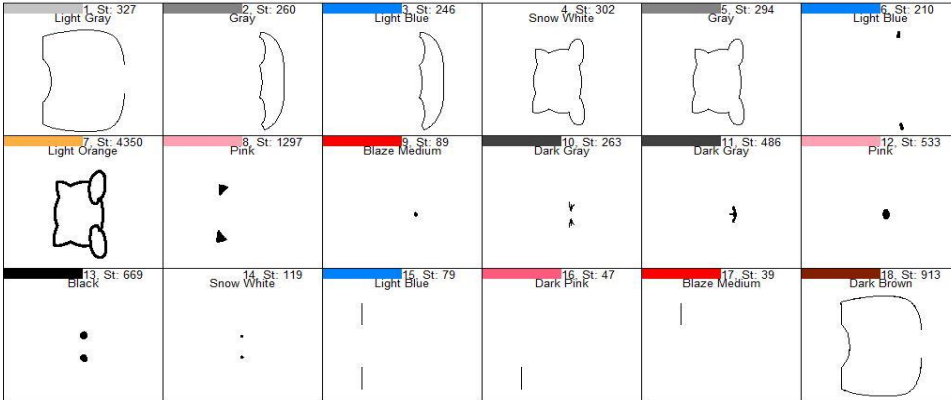 1, St: 327
Light Gray
2, St: 260
Gray
3, St: 246
Light Blue
4, St: 302
Snow White
5, St: 294
Gray
6, St: 210
Light Blue
7, St: 4350
Light Orange
8, St: 1297
Pink
9, St: 89
Blaze Medium
10, St: 263
Dark Gray
11, St: 486
Dark Gray
12, St: 533
Pink
13, St: 669
Black
14, St: 119
Snow White
15, St: 79
Light Blue
16, St: 47
Dark Pink
17, St: 39
Blaze Medium
18, St: 913
Dark Brown